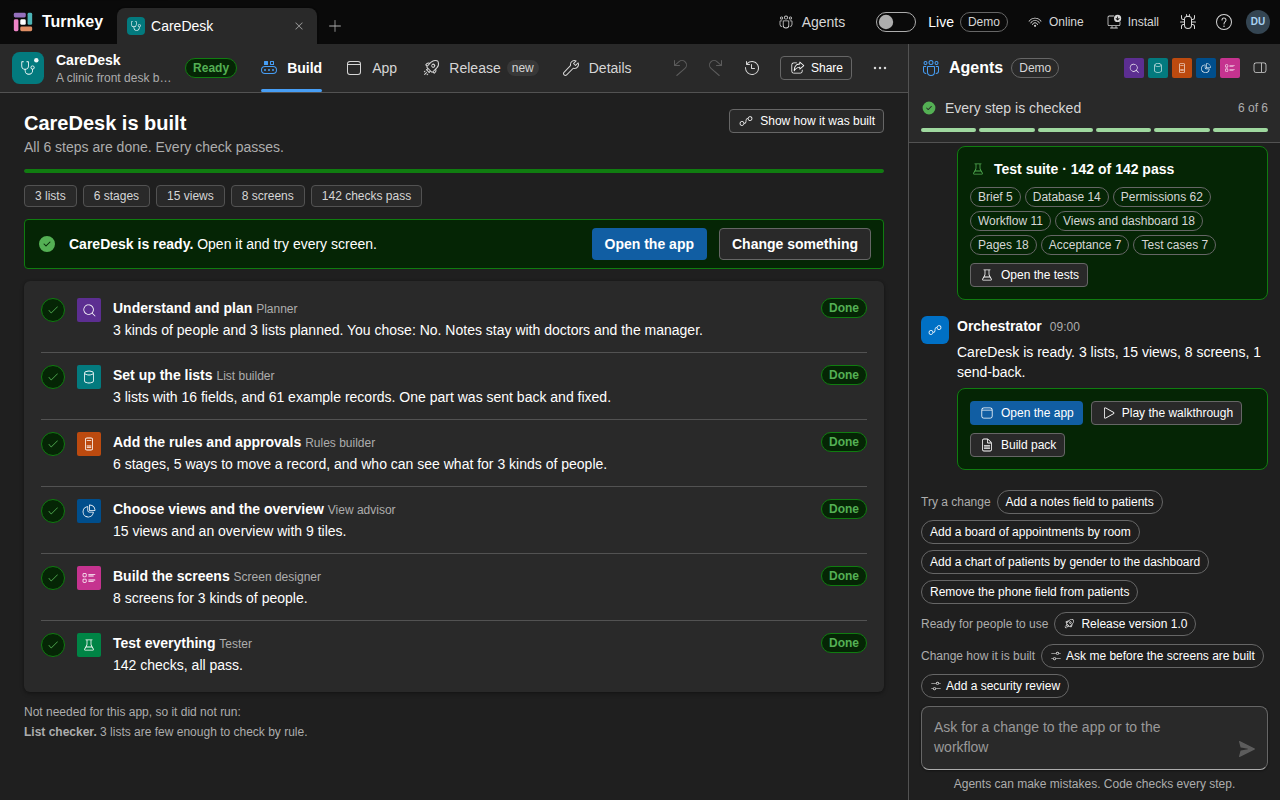 Turnkey
CareDesk
Agents
Live
Demo
Online
Install
DU
CareDesk
A clinic front desk b…
Ready
Build
App
Release new
Details
Share
Agents
Demo
CareDesk is built
All 6 steps are done. Every check passes.
Show how it was built
3 lists
6 stages
15 views
8 screens
142 checks pass
CareDesk is ready. Open it and try every screen.
Open the app
Change something
Understand and plan Planner
Done
3 kinds of people and 3 lists planned. You chose: No. Notes stay with doctors and the manager.
Set up the lists List builder
Done
3 lists with 16 fields, and 61 example records. One part was sent back and fixed.
Add the rules and approvals Rules builder
Done
6 stages, 5 ways to move a record, and who can see what for 3 kinds of people.
Choose views and the overview View advisor
Done
15 views and an overview with 9 tiles.
Build the screens Screen designer
Done
8 screens for 3 kinds of people.
Test everything Tester
Done
142 checks, all pass.
Not needed for this app, so it did not run:
List checker. 3 lists are few enough to check by rule.
Every step is checked
6 of 6
Test suite · 142 of 142 pass
Brief 5
Database 14
Permissions 62
Workflow 11
Views and dashboard 18
Pages 18
Acceptance 7
Test cases 7
Open the tests
Orchestrator 09:00
CareDesk is ready. 3 lists, 15 views, 8 screens, 1
send-back.
Open the app
Play the walkthrough
Build pack
Try a change
Add a notes field to patients
Add a board of appointments by room
Add a chart of patients by gender to the dashboard
Remove the phone field from patients
Ready for people to use
Release version 1.0
Change how it is built
Ask me before the screens are built
Add a security review
Ask for a change to the app or to the
workflow
Agents can make mistakes. Code checks every step.